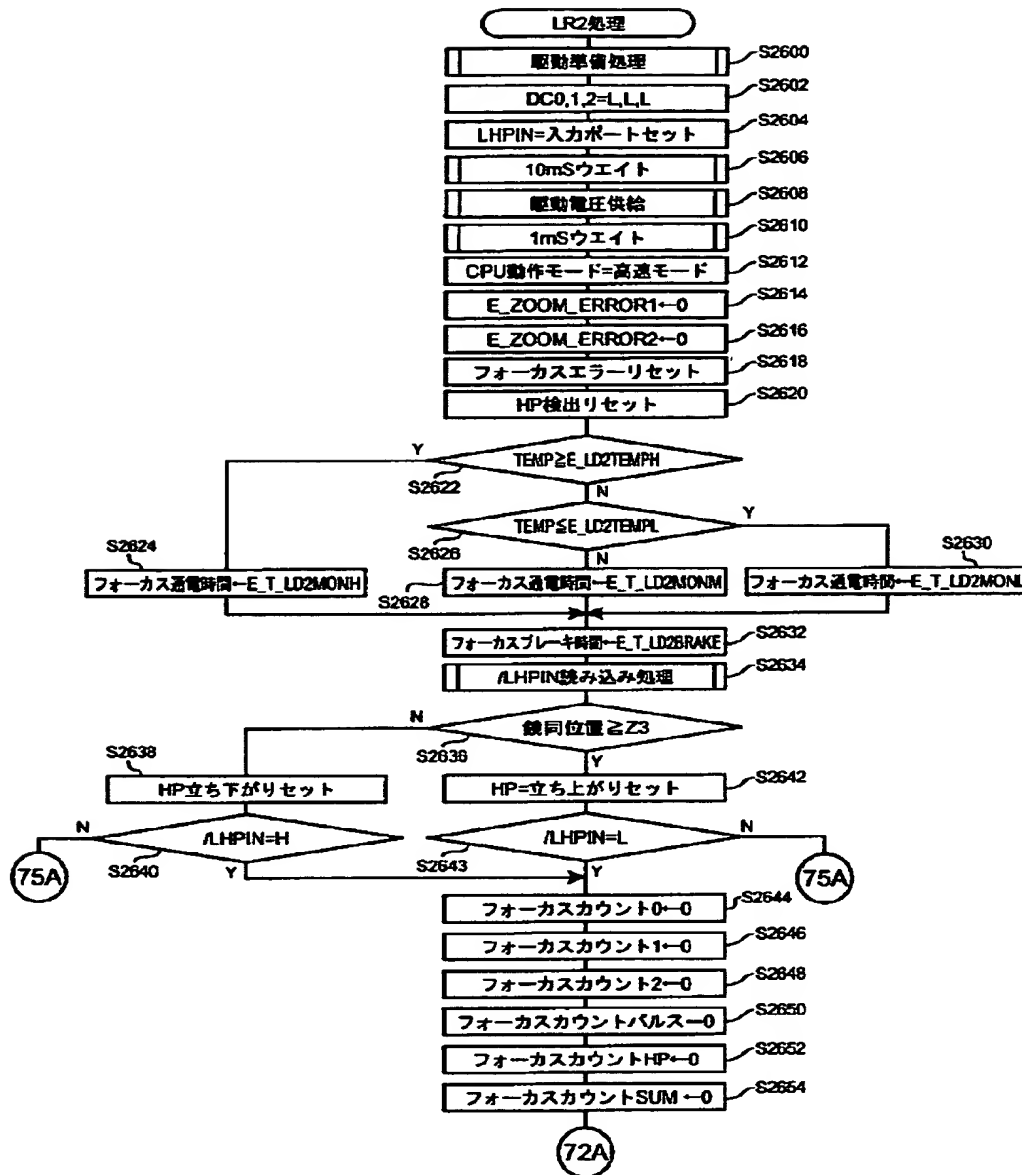 LR2処理
駆動準備処理
S2600
DC0,1,2=L,L,L
S2602
LHPIN=入力ポートセット
S2604
10mSウエイト
S2606
駆動電圧供給
S2608
1mSウエイト
S2610
CPU動作モード=高速モード
S2612
E_ZOOM_ERROR1←0
S2614
E_ZOOM_ERROR2←0
S2616
フォーカスエラーリセット
S2618
HP検出リセット
S2620
Y
TEMP≧E_LD2TEMPH
S2622
N
TEMP≦E_LD2TEMPL
Y
S2626
N
S2624
フォーカス通電時間←E_T_LD2MONH
フォーカス通電時間←E_T_LD2MONM
S2628
S2630
フォーカス通電時間←E_T_LD2MONL
フォーカスブレーキ時間←E_T_LD2BRAKE
S2632
/LHPIN読み込み処理
S2634
N
鏡同位置≧Z3
S2636
Y
S2638
HP立ち下がりセット
HP=立ち上がりセット
S2642
N
/LHPIN=H
S2640
Y
/LHPIN=L
N
S2643
Y
75A
75A
フォーカスカウント0←0
S2644
フォーカスカウント1←0
S2646
フォーカスカウント2←0
S2648
フォーカスカウントパルス←0
S2650
フォーカスカウントHP←0
S2652
フォーカスカウントSUM←0
S2654
72A